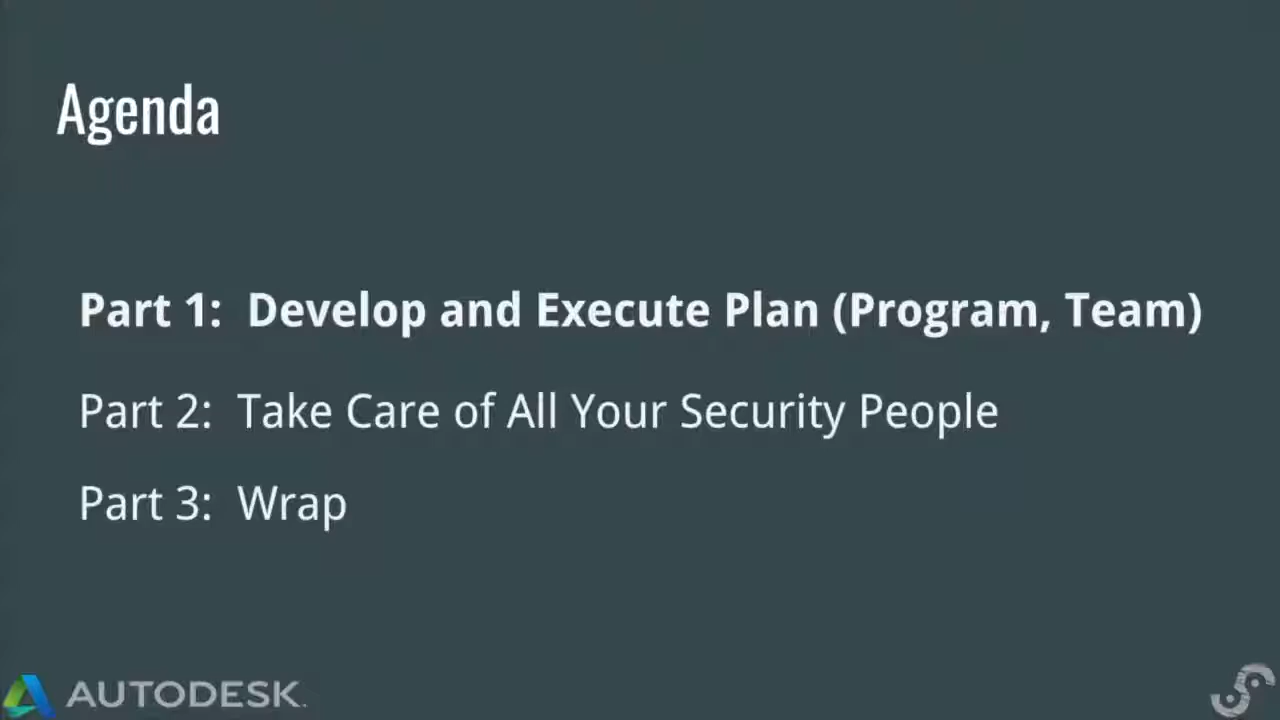 Agenda
Part 1: Develop and Execute Plan (Program, Team)
Part 2: Take Care of All Your Security People
Part 3: Wrap
AUTODESK.